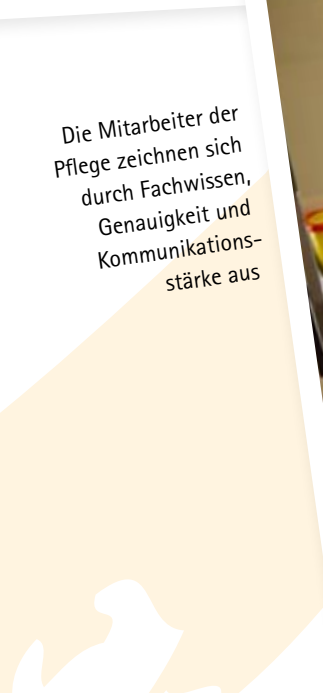 Die Mitarbeiter der
Pflege zeichnen sich
durch Fachwissen,
Genauigkeit und
Kommunikations-
stärke aus